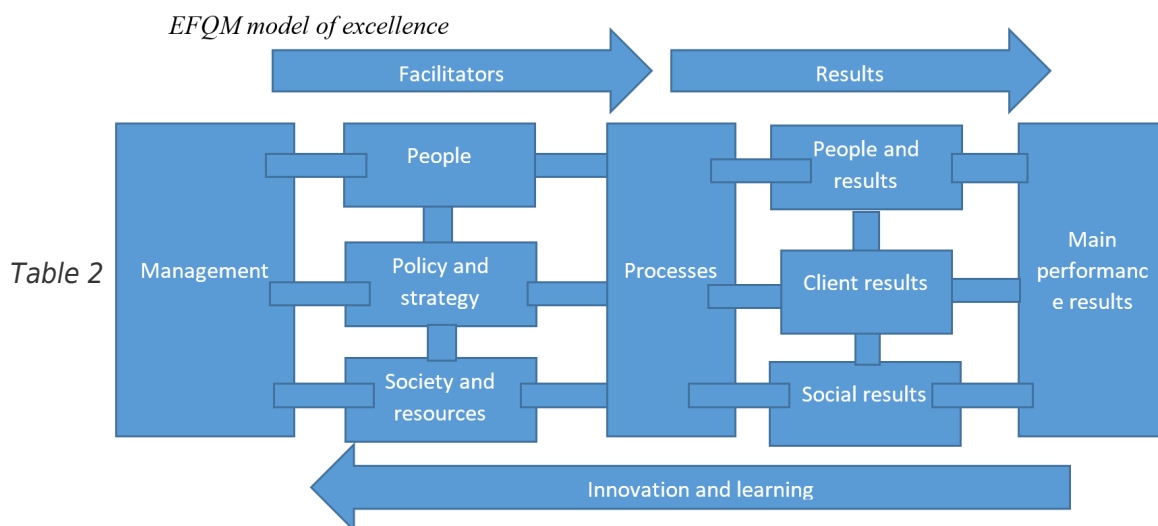 EFQM model of excellence
Facilitators
Results
Table 2
Management
People
Policy and
strategy
Society and
resources
Processes
People and
results
Client results
Social results
Main
performanc
e results
Innovation and learning